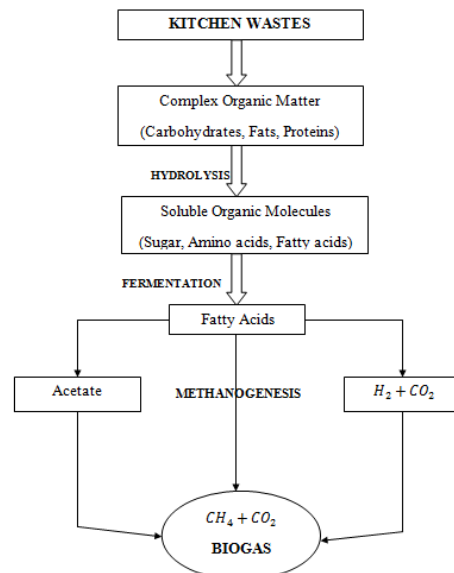 KITCHEN WASTES
Complex Organic Matter
(Carbohydrates, Fats, Proteins)
HYDROLYSIS
Soluble Organic Molecules
(Sugar, Amino acids, Fatty acids)
FERMENTATION
Fatty Acids
Acetate
METHANOGENESIS
H₂ + CO₂
CH₄ + CO₂
BIOGAS